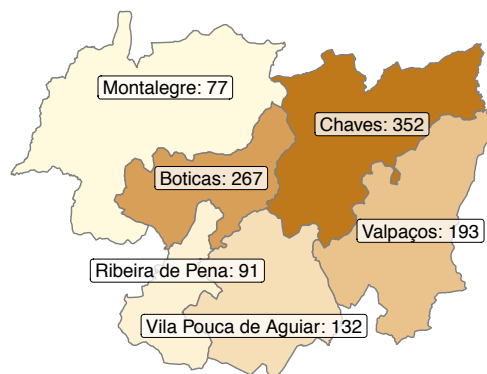 Montalegre: 77
Chaves: 352
Boticas: 267
Valpaços: 193
Ribeira de Pena: 91
Vila Pouca de Aguiar: 132